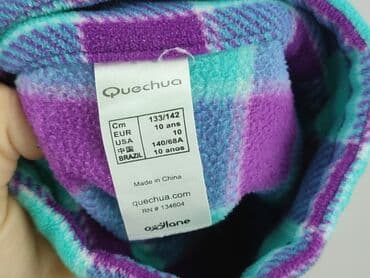 Quechua
Cm 133/142
EUR 10 ans
USA 10
中国 140/68A
BRAZIL 10 anos
Made in China
quechua.com
RN # 134604
oxylane